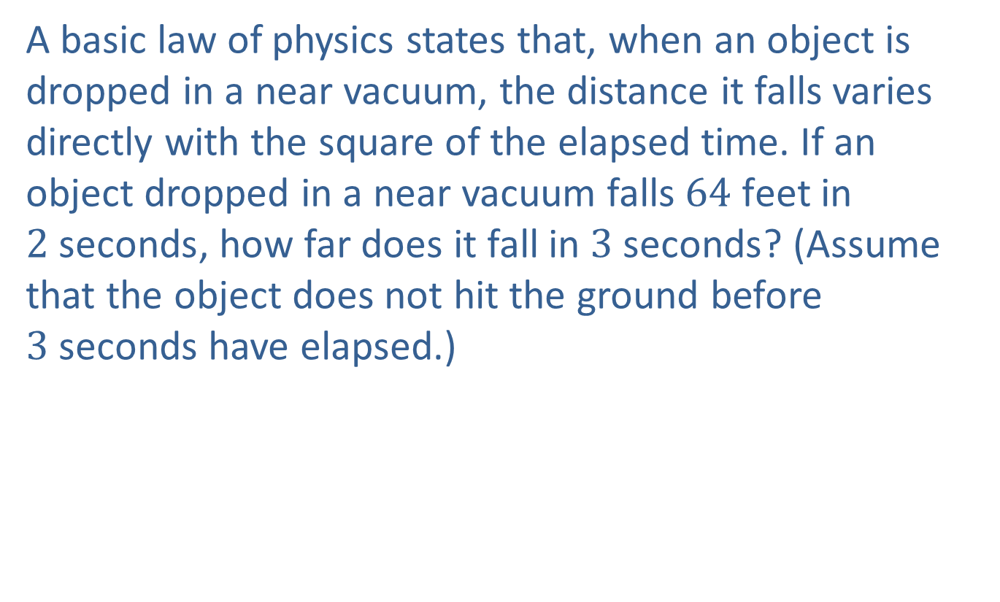 A basic law of physics states that, when an object is
dropped in a near vacuum, the distance it falls varies
directly with the square of the elapsed time. If an
object dropped in a near vacuum falls 64 feet in
2 seconds, how far does it fall in 3 seconds? (Assume
that the object does not hit the ground before
3 seconds have elapsed.)